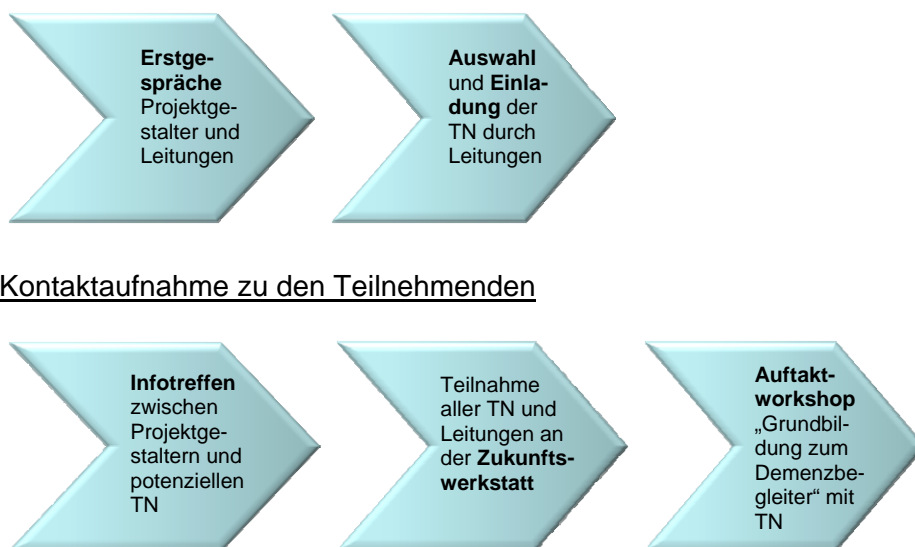 Erstge-
spräche
Projektge-
stalter und
Leitungen
Auswahl
und Einla-
dung der
TN durch
Leitungen
Kontaktaufnahme zu den Teilnehmenden
Infotreffen
zwischen
Projektge-
staltern und
potenziellen
TN
Teilnahme
aller TN und
Leitungen an
der Zukunfts-
werkstatt
Auftakt-
workshop
„Grundbil-
dung zum
Demenzbe-
gleiter“ mit
TN